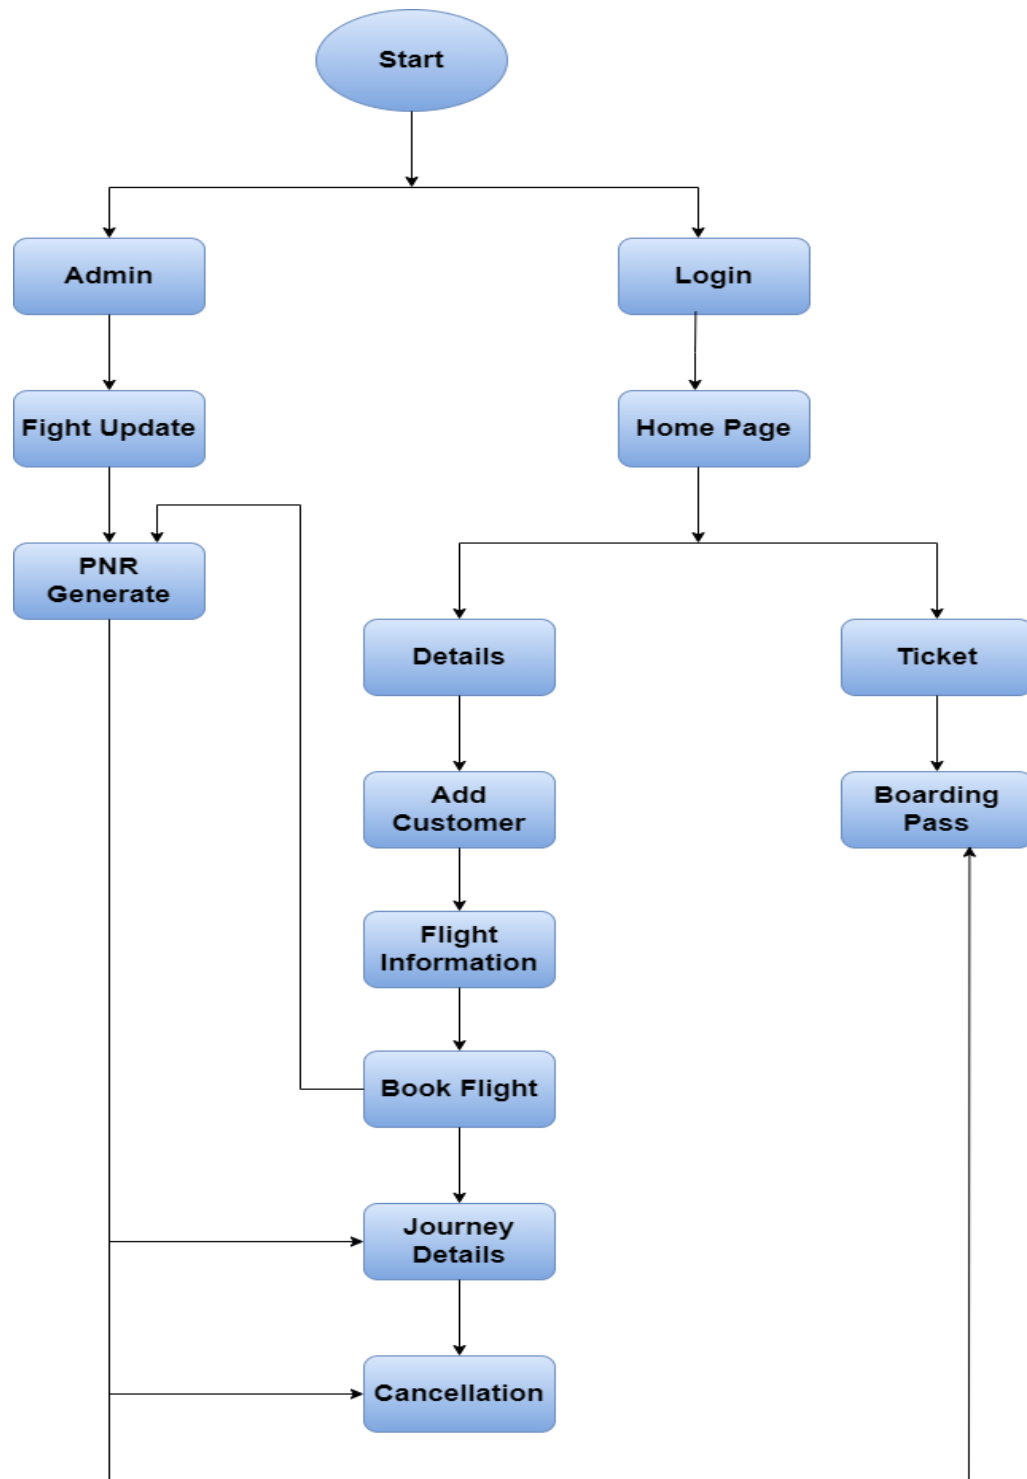 Start
Admin
Login
Fight Update
Home Page
PNR
Generate
Details
Ticket
Add
Customer
Boarding
Pass
Flight
Information
Book Flight
Journey
Details
Cancellation